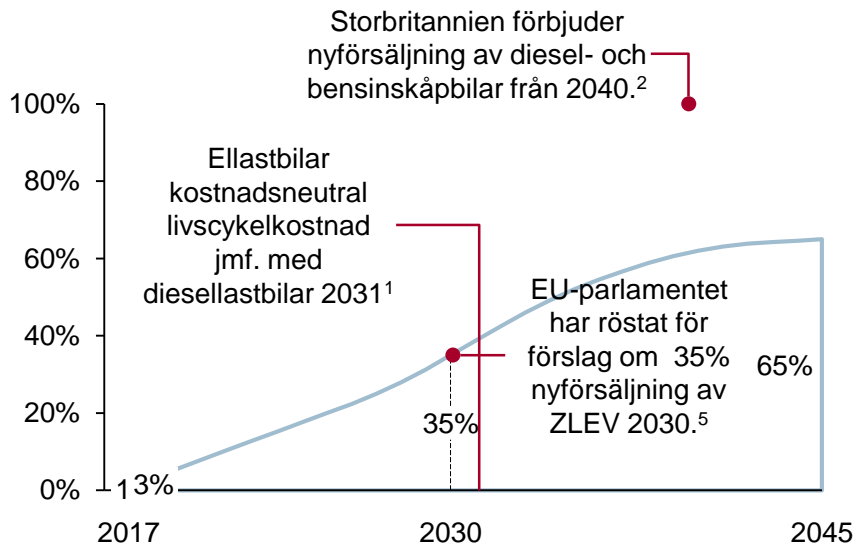 Storbritannien förbjuder
nyförsäljning av diesel- och
bensinskåpbilar från 2040.²
100%
80%
60%
40%
20%
0%
Ellastbilar
kostnadsneutral
livscykelkostnad
jmf. med
diesellastbilar 2031¹
EU-parlamentet
har röstat för
förslag om 35%
nyförsäljning av
ZLEV 2030.⁵
65%
35%
13%
2017
2030
2045